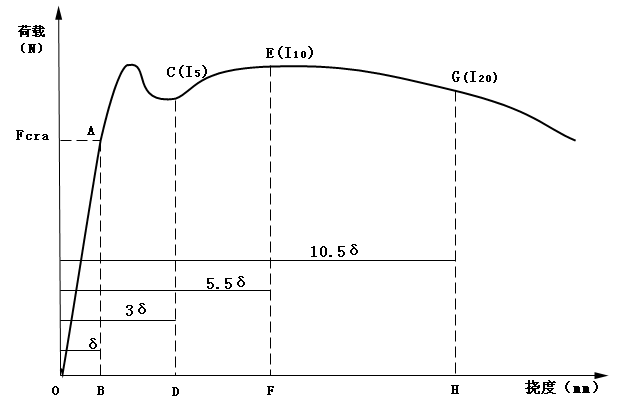 荷载
(N)
E(I10)
C(I5)
G(I20)
Fcra
A
10.5δ
5.5δ
3δ
δ
O
B
D
F
H
挠度(mm)